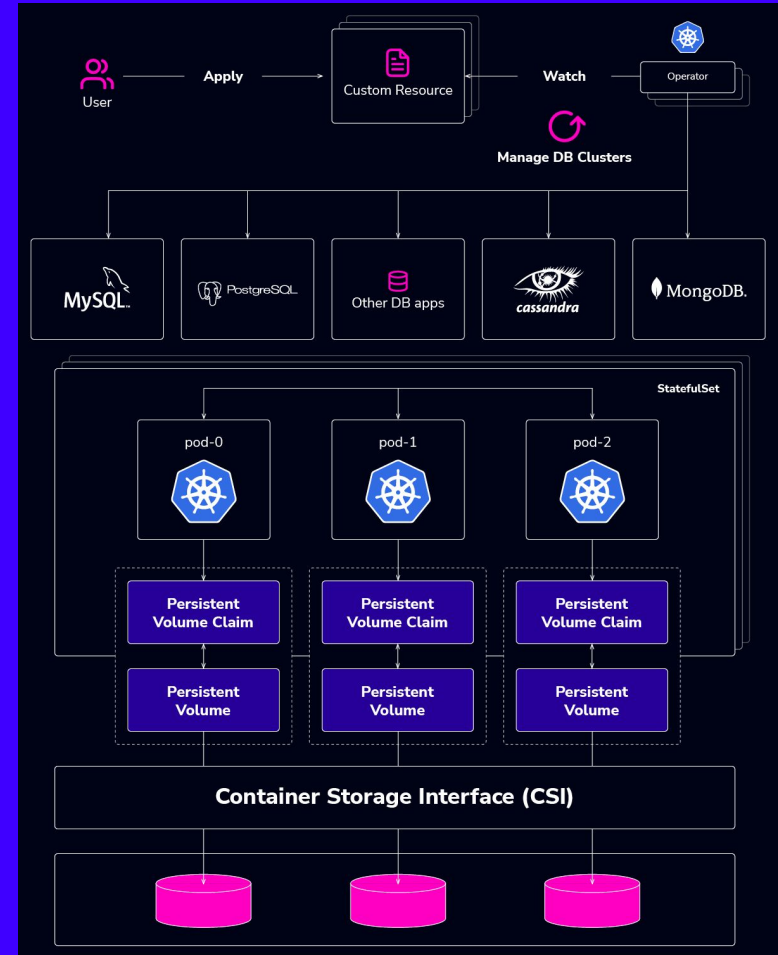 Apply
Custom Resource
Watch
Operator
User
Manage DB Clusters
MySQL™
PostgreSQL
Other DB apps
cassandra
MongoDB.
StatefulSet
pod-0
pod-1
pod-2
Persistent
Volume Claim
Persistent
Volume Claim
Persistent
Volume Claim
Persistent
Volume
Persistent
Volume
Persistent
Volume
Container Storage Interface (CSI)